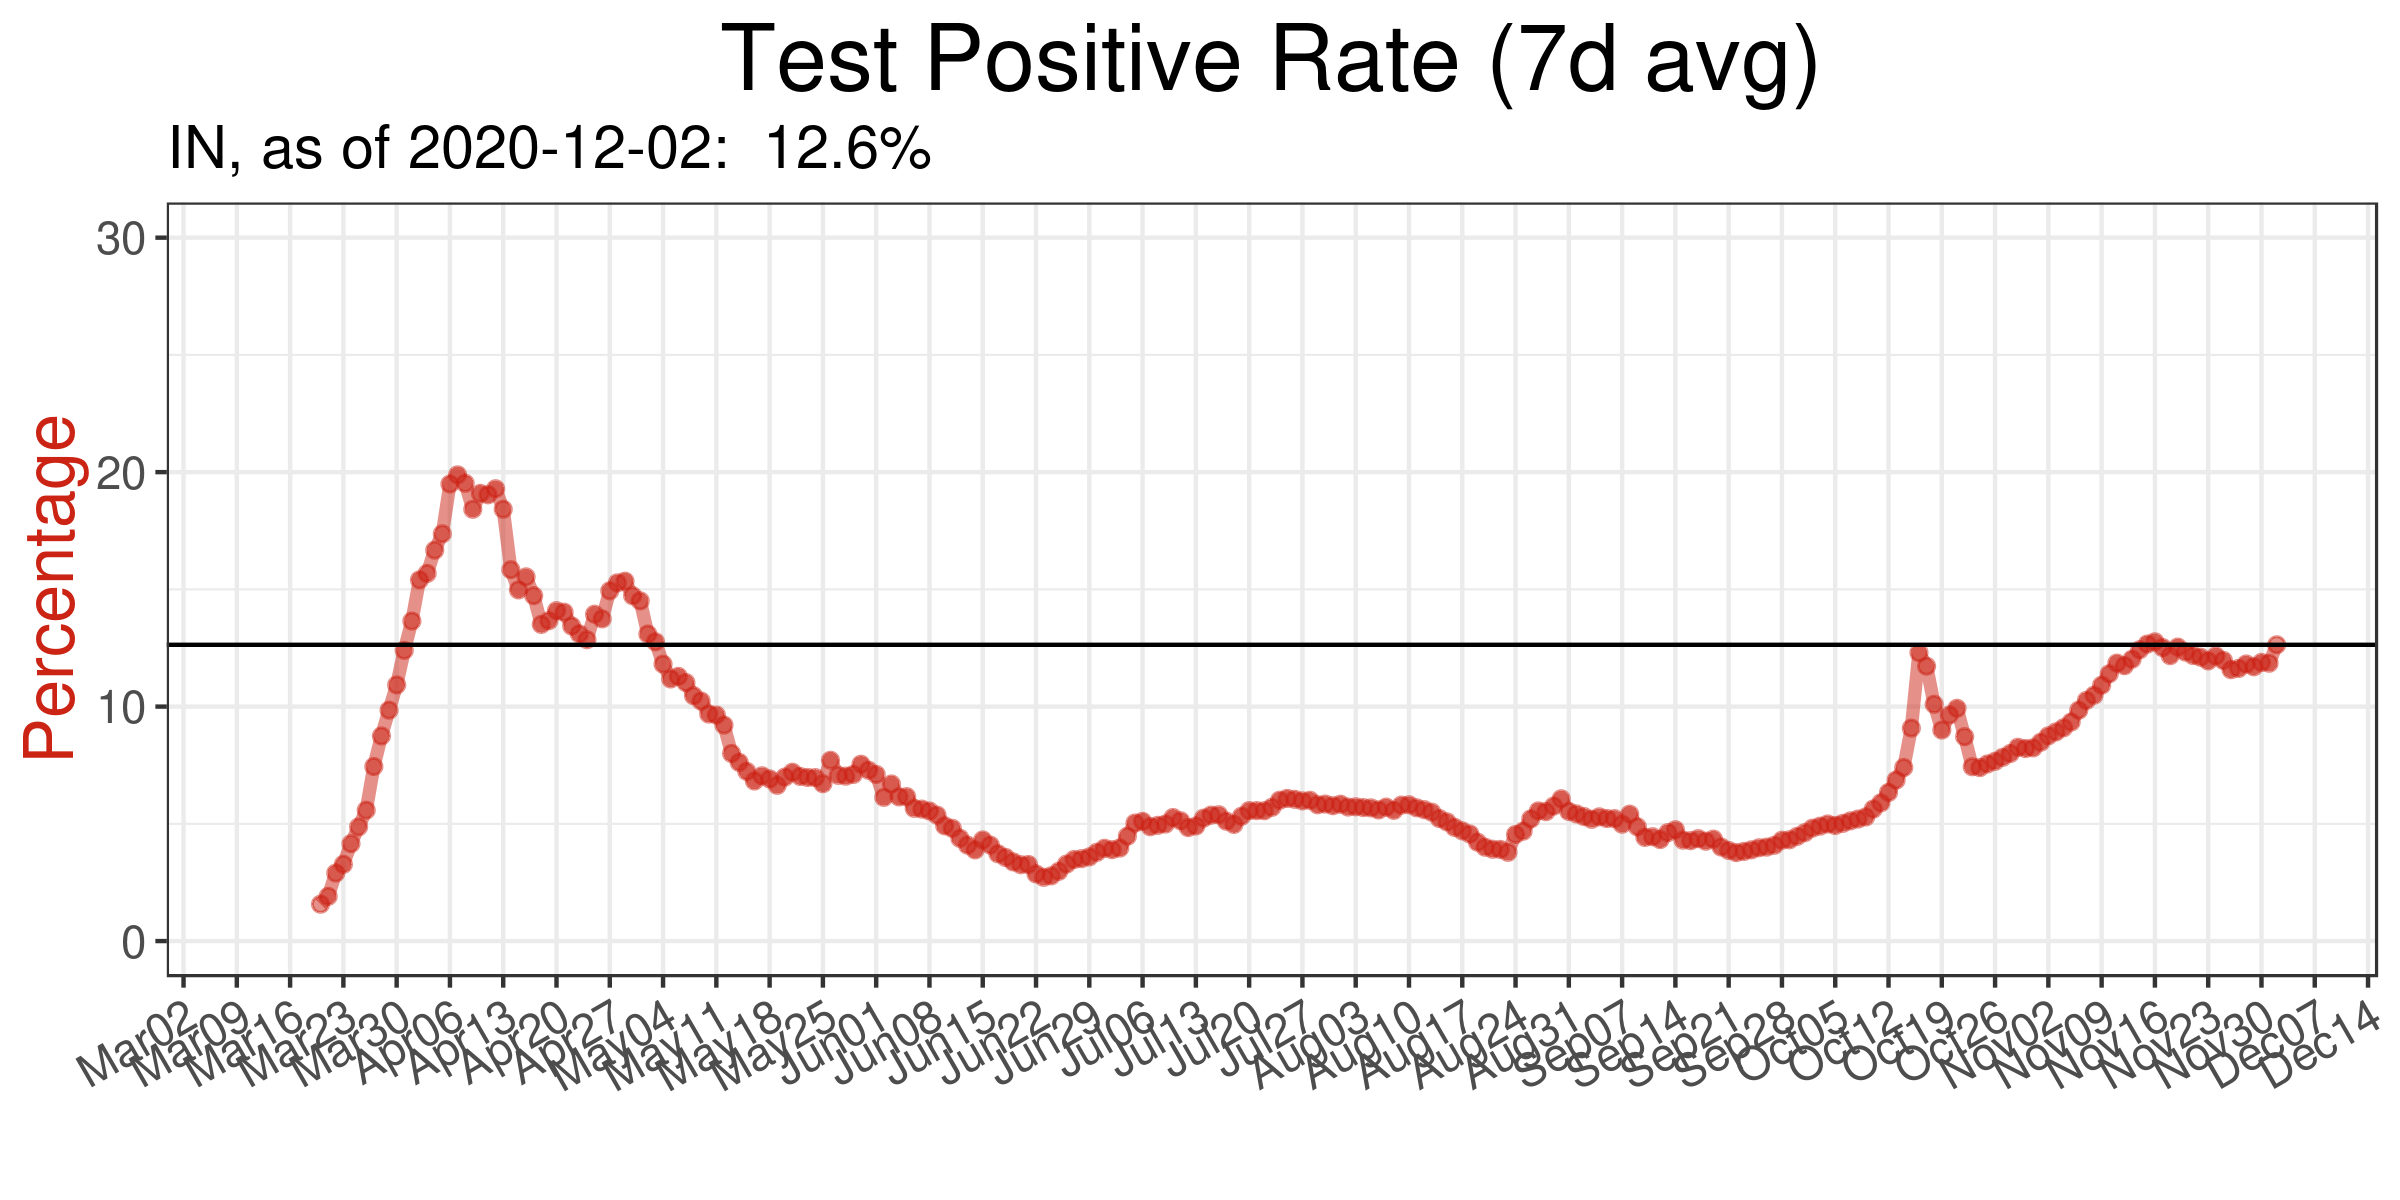 Test Positive Rate (7d avg)
IN, as of 2020-12-02:  12.6%
Percentage
30
20
10
0
Mar02
Mar09
Mar16
Mar23
Mar30
Apr06
Apr13
Apr20
Apr27
May04
May11
May18
May25
Jun01
Jun08
Jun15
Jun22
Jun29
Jul06
Jul13
Jul20
Jul27
Aug03
Aug10
Aug17
Aug24
Aug31
Sep07
Sep14
Sep21
Sep28
Oct05
Oct12
Oct19
Oct26
Nov02
Nov09
Nov16
Nov23
Nov30
Dec07
Dec14